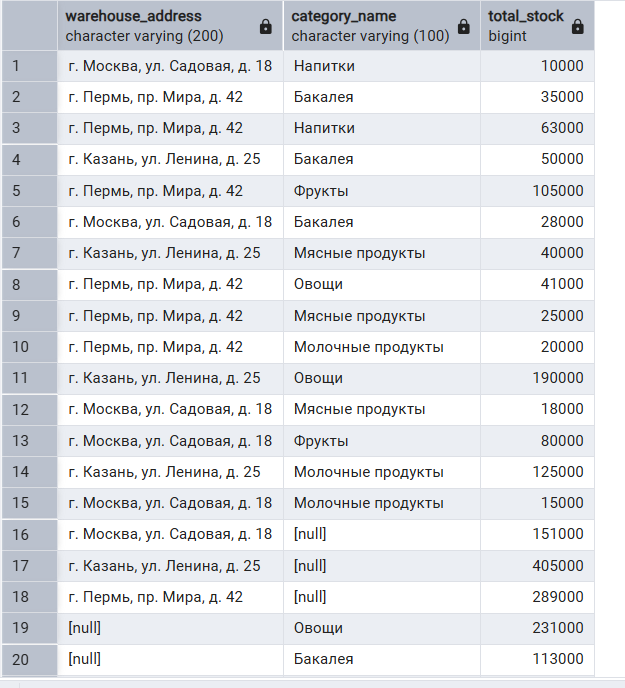 warehouse_address category_name total_stock
character varying (200) character varying (100) bigint
1 г. Москва, ул. Садовая, д. 18 Напитки 10000
2 г. Пермь, пр. Мира, д. 42 Бакалея 35000
3 г. Пермь, пр. Мира, д. 42 Напитки 63000
4 г. Казань, ул. Ленина, д. 25 Бакалея 50000
5 г. Пермь, пр. Мира, д. 42 Фрукты 105000
6 г. Москва, ул. Садовая, д. 18 Бакалея 28000
7 г. Казань, ул. Ленина, д. 25 Мясные продукты 40000
8 г. Пермь, пр. Мира, д. 42 Овощи 41000
9 г. Пермь, пр. Мира, д. 42 Мясные продукты 25000
10 г. Пермь, пр. Мира, д. 42 Молочные продукты 20000
11 г. Казань, ул. Ленина, д. 25 Овощи 190000
12 г. Москва, ул. Садовая, д. 18 Мясные продукты 18000
13 г. Москва, ул. Садовая, д. 18 Фрукты 80000
14 г. Казань, ул. Ленина, д. 25 Молочные продукты 125000
15 г. Москва, ул. Садовая, д. 18 Молочные продукты 15000
16 г. Москва, ул. Садовая, д. 18 [null] 151000
17 г. Казань, ул. Ленина, д. 25 [null] 405000
18 г. Пермь, пр. Мира, д. 42 [null] 289000
19 [null] Овощи 231000
20 [null] Бакалея 113000